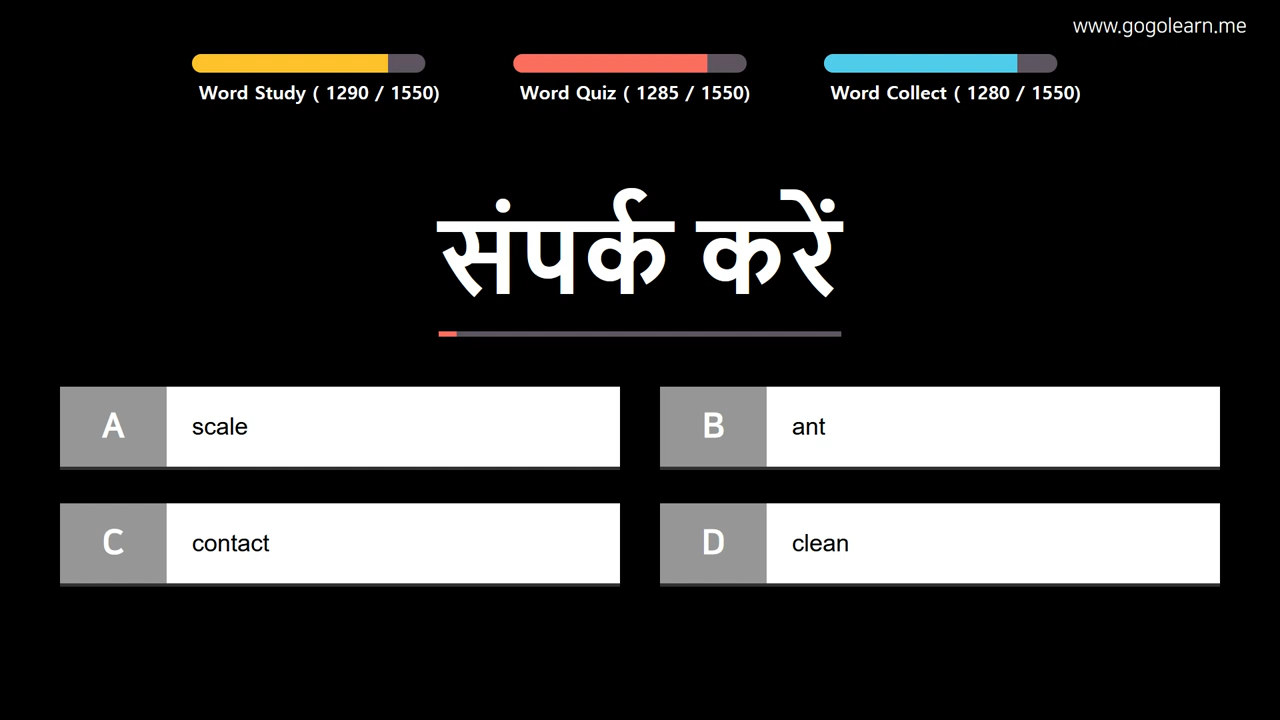 www.gogolearn.me
Word Study ( 1290 / 1550)
Word Quiz ( 1285 / 1550)
Word Collect ( 1280 / 1550)
संपर्क करें
A scale
B ant
C contact
D clean